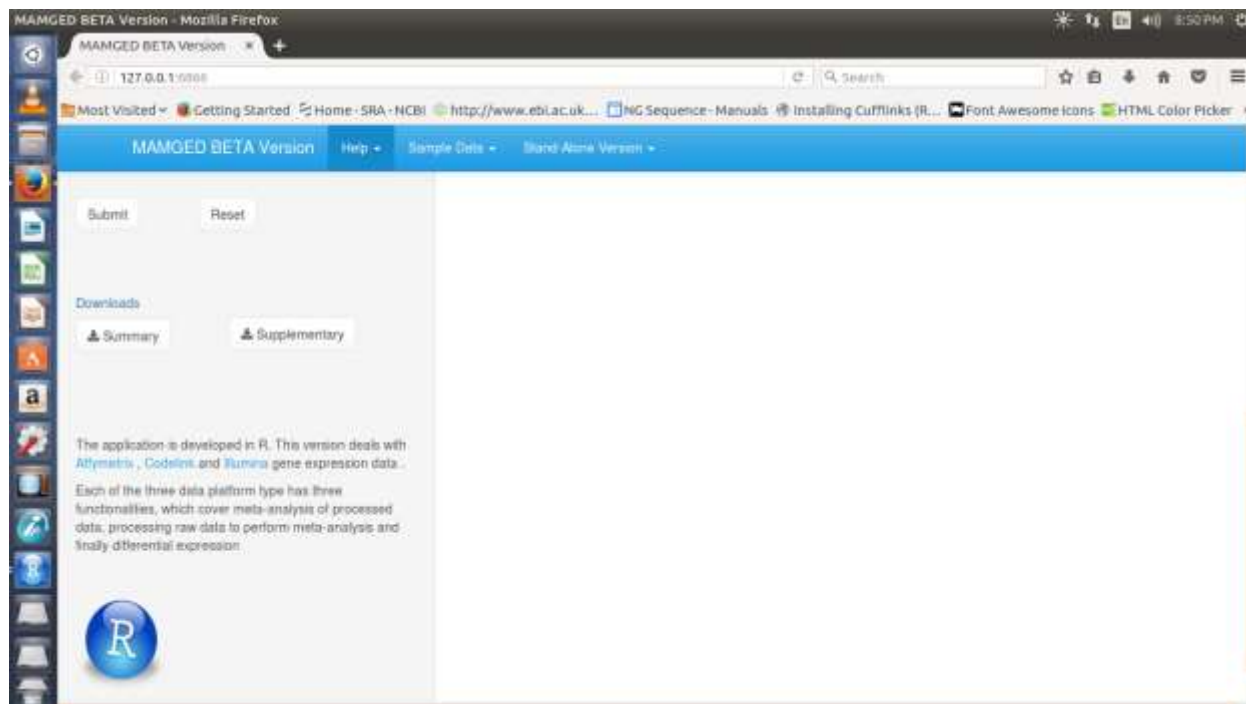 MAMGED BETA Version - Mozilla Firefox
8:50 PM
MAMGED BETA Version
127.0.0.1
Search
Most Visited Getting Started Home - SRA - NCBI http://www.ebi.ac.uk... NG Sequence - Manuals Installing Cufflinks (R... Font Awesome Icons HTML Color Picker
MAMGED BETA Version Help Sample Data Stand Alone Version
Submit Reset
Downloads
Summary Supplementary
The application is developed in R. This version deals with
Affymetrix , Codelink and Illumina gene expression data .
Each of the three data platform type has three
functionalities, which cover meta-analysis of processed
data, processing raw data to perform meta-analysis and
finally differential expression
R